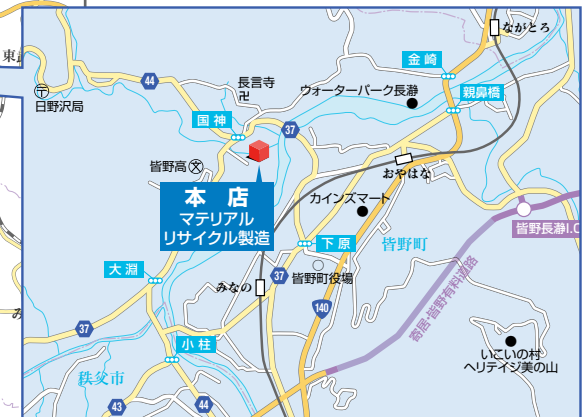 東
ながとろ
金崎
44
長言寺
卍
ウォーターパーク長瀞
〒
日野沢局
親鼻橋
国神
37
皆野高
文
おやはな
本店
マテリアル
リサイクル製造
カインズマート
皆野町
皆野長瀞I.C
下原
大淵
37
皆野町役場
みなの
寄居・皆野有料道路
140
み
37
小柱
いこいの村
ヘリテイジ美の山
秩父市
43
44